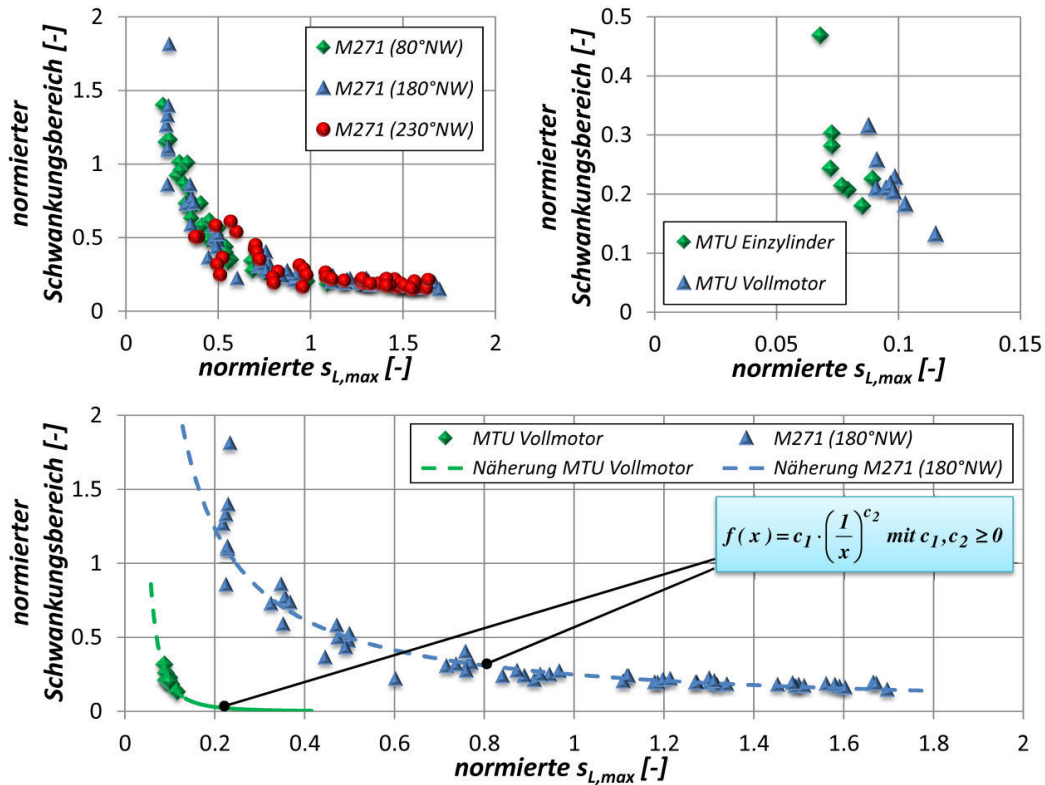 normierter
Schwankungsbereich [-]
2
1.5
1
0.5
0
M271 (80°NW)
M271 (180°NW)
M271 (230°NW)
0 0.5 1 1.5 2
normierte s_L,max [-]
normierter
Schwankungsbereich [-]
0.5
0.4
0.3
0.2
0.1
0
MTU Einzylinder
MTU Vollmotor
0 0.05 0.1 0.15
normierte s_L,max [-]
normierter
Schwankungsbereich [-]
2
1.5
1
0.5
0
MTU Vollmotor M271 (180°NW)
Näherung MTU Vollmotor Näherung M271 (180°NW)
f(x)=c₁·(1/x)^c₂ mit c₁,c₂ ≥ 0
0 0.2 0.4 0.6 0.8 1 1.2 1.4 1.6 1.8 2
normierte s_L,max [-]